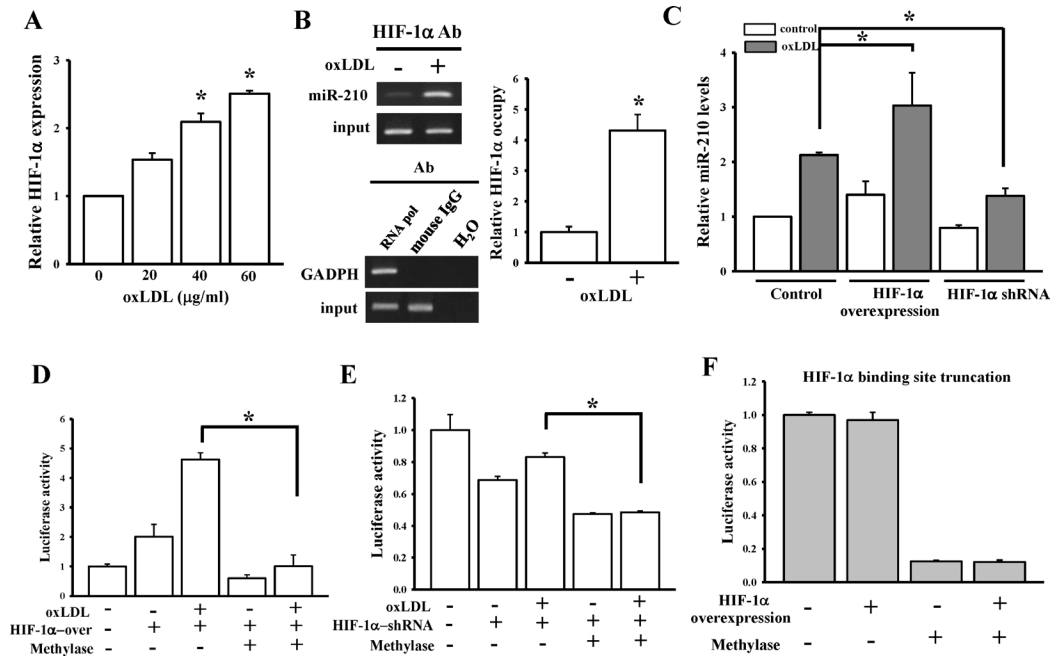 A
Relative HIF-1α expression
3
2
1
0
*
*
0 20 40 60
oxLDL (μg/ml)
B
HIF-1α Ab
oxLDL
- +
miR-210
input
Ab
RNA pol
mouse IgG
H2O
GADPH
input
Relative HIF-1α occupy
6
5
4
3
2
1
0
*
- +
oxLDL
C
control
oxLDL
*
*
Relative miR-210 levels
4
3
2
1
0
Control
HIF-1α overexpression
HIF-1α shRNA
D
Luciferase activity
6
5
4
3
2
1
0
*
oxLDL - - + - +
HIF-1α-over - + + + +
Methylase - - - + +
E
Luciferase activity
1.2
1.0
0.8
0.6
0.4
0.2
0.0
*
oxLDL - - + - +
HIF-1α-shRNA - + + + +
Methylase - - - + +
F
HIF-1α binding site truncation
Luciferase activity
1.2
1.0
0.8
0.6
0.4
0.2
0.0
HIF-1α
overexpression - + - +
Methylase - - + +